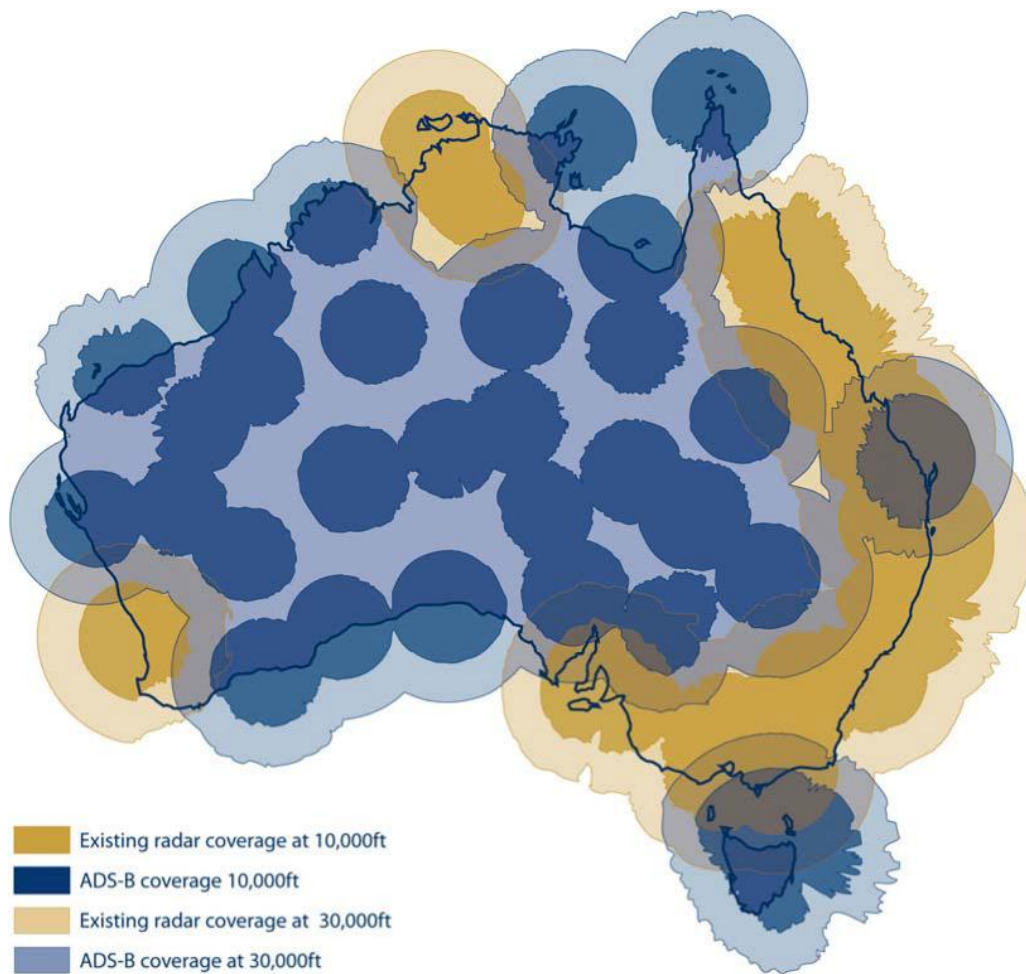 Existing radar coverage at 10,000ft
ADS-B coverage 10,000ft
Existing radar coverage at 30,000ft
ADS-B coverage at 30,000ft